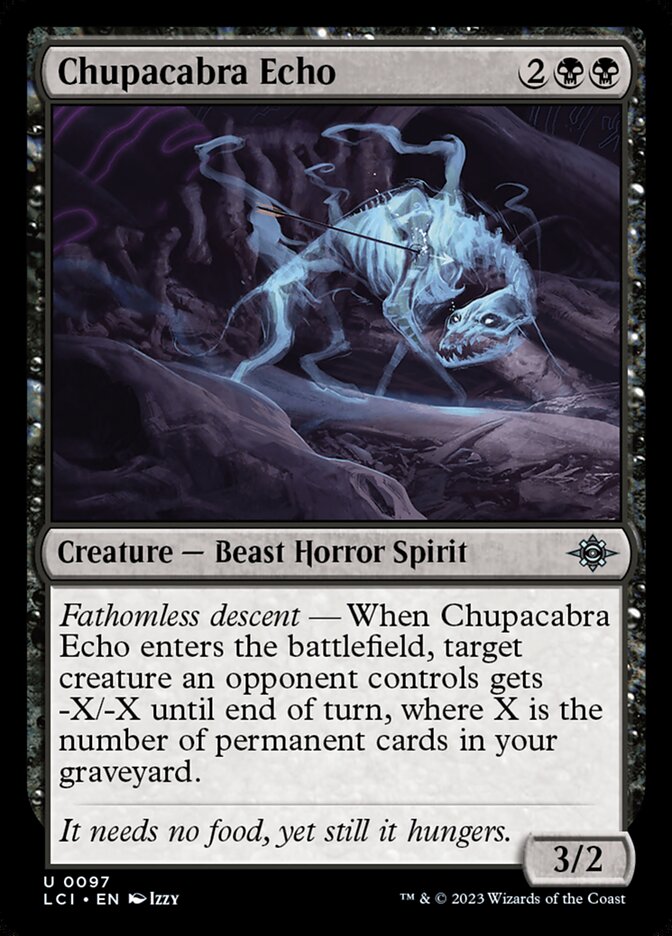 Chupacabra Echo 2
Creature — Beast Horror Spirit
Fathomless descent — When Chupacabra
Echo enters the battlefield, target
creature an opponent controls gets
-X/-X until end of turn, where X is the
number of permanent cards in your
graveyard.
It needs no food, yet still it hungers.
3/2
U 0097
LCI • EN Izzy ™ & © 2023 Wizards of the Coast